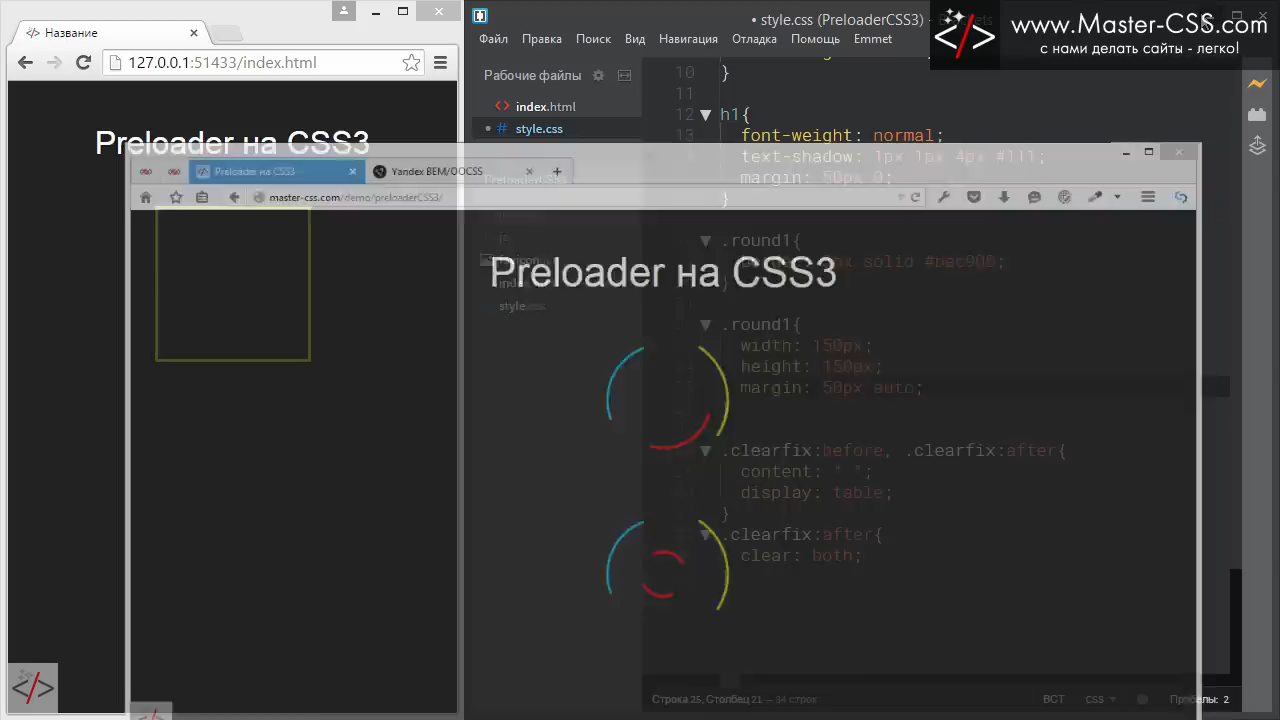 Название
127.0.0.1:51433/index.html
Preloader на CSS3
• style.css (PreloaderCSS3) -
Файл Правка Поиск Вид Навигация Отладка Помощь Emmet
Рабочие файлы
index.html
style.css
www.Master-CSS.com
с нами делать сайты - легко!
10 }
11
12 h1{
13 font-weight: normal;
text-shadow: 1px 1px 4px #111;
margin: 50px 0;
}
Preloader на CSS3
Yandex BEM/OOCSS
master-css.com/demo/preloaderCSS3/
Preloader на CSS3
js
style
.round1{
solid
}
.round1{
width: 150px;
height: 150px;
margin: 50px auto;
.clearfix:before, .clearfix:after{
content: " ";
display: table;
}
.clearfix:after{
clear: both;
Строка 25, Столбец 21 — 34 строк
ВСТ
CSS
Пробелы: 2